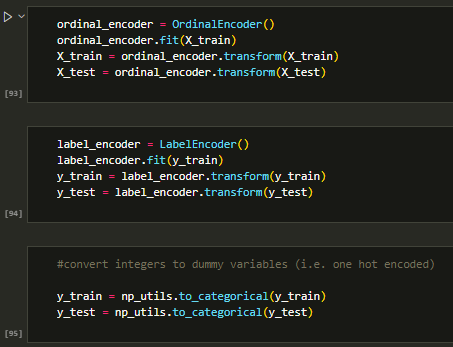 ordinal_encoder = OrdinalEncoder()
ordinal_encoder.fit(X_train)
X_train = ordinal_encoder.transform(X_train)
X_test = ordinal_encoder.transform(X_test)
[93]
label_encoder = LabelEncoder()
label_encoder.fit(y_train)
y_train = label_encoder.transform(y_train)
y_test = label_encoder.transform(y_test)
[94]
#convert integers to dummy variables (i.e. one hot encoded)
y_train = np_utils.to_categorical(y_train)
y_test = np_utils.to_categorical(y_test)
[95]